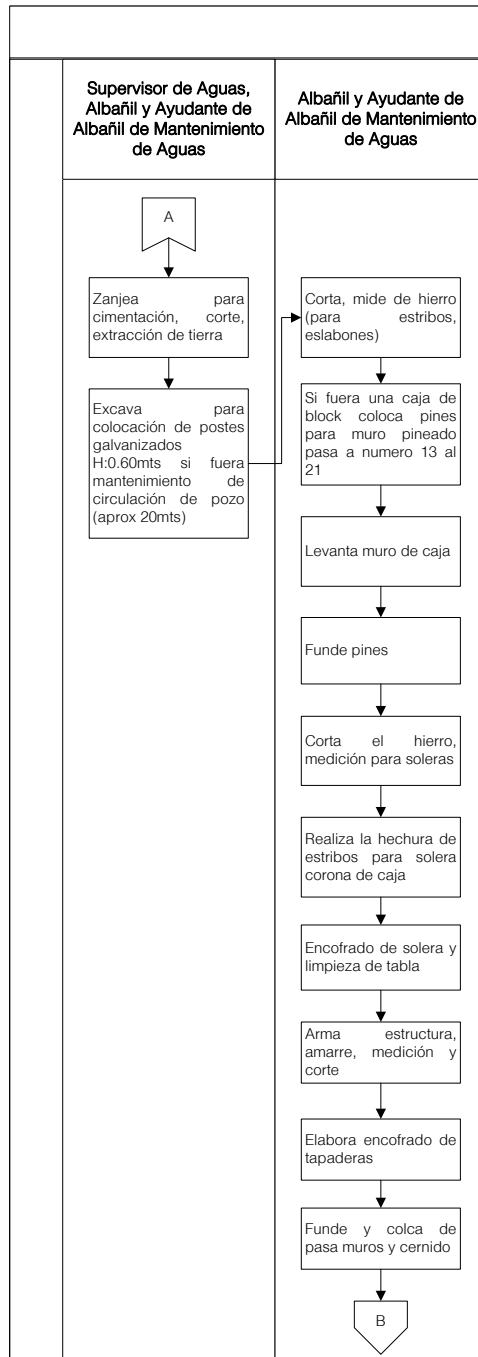 Supervisor de Aguas,
Albañil y Ayudante de
Albañil de Mantenimiento
de Aguas
Albañil y Ayudante de
Albañil de Mantenimiento
de Aguas
A
Zanjea para
cimentación, corte,
extracción de tierra
Excava para
colocación de postes
galvanizados
H:0.60mts si fuera
mantenimiento de
circulación de pozo
(aprox 20mts)
Corta, mide de hierro
(para estribos,
eslabones)
Si fuera una caja de
block coloca pines
para muro pineado
pasa a numero 13 al
21
Levanta muro de caja
Funde pines
Corta el hierro,
medición para soleras
Realiza la hechura de
estribos para solera
corona de caja
Encofrado de solera y
limpieza de tabla
Arma estructura,
amarre, medición y
corte
Elabora encofrado de
tapaderas
Funde y colca de
pasa muros y cernido
B